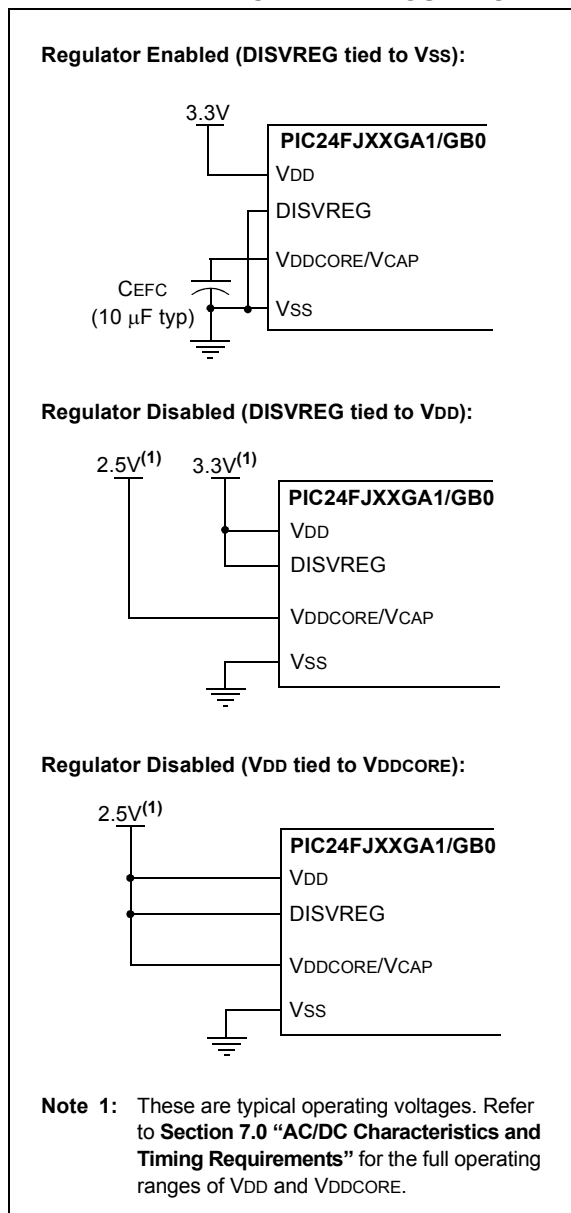 Regulator Enabled (DISVREG tied to VSS):
3.3V
PIC24FJXXGA1/GB0
VDD
DISVREG
VDDCORE/VCAP
CEFC
(10 μF typ)
VSS
Regulator Disabled (DISVREG tied to VDD):
2.5V(1) 3.3V(1)
PIC24FJXXGA1/GB0
VDD
DISVREG
VDDCORE/VCAP
VSS
Regulator Disabled (VDD tied to VDDCORE):
2.5V(1)
PIC24FJXXGA1/GB0
VDD
DISVREG
VDDCORE/VCAP
VSS
Note 1: These are typical operating voltages. Refer
to Section 7.0 “AC/DC Characteristics and
Timing Requirements” for the full operating
ranges of VDD and VDDCORE.